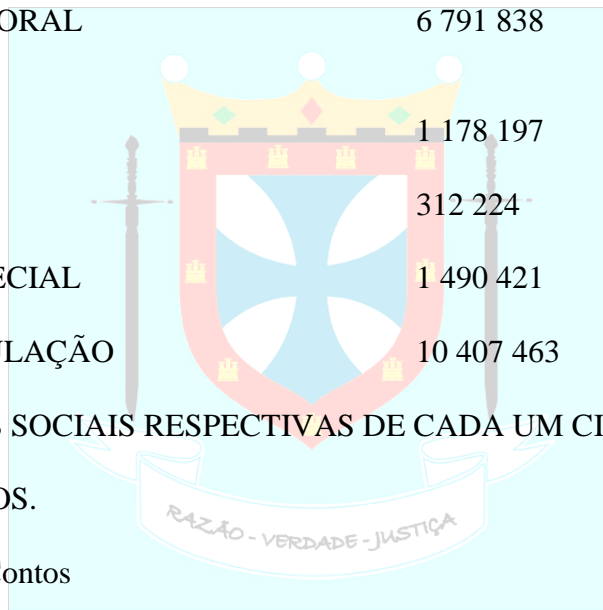 ORAL 6 791 838
1 178 197
312 224
ECIAL 1 490 421
LAÇÃO 10 407 463
SOCIAIS RESPECTIVAS DE CADA UM CI
OS.
Contos
RAZÃO - VERDADE - JUSTIÇA